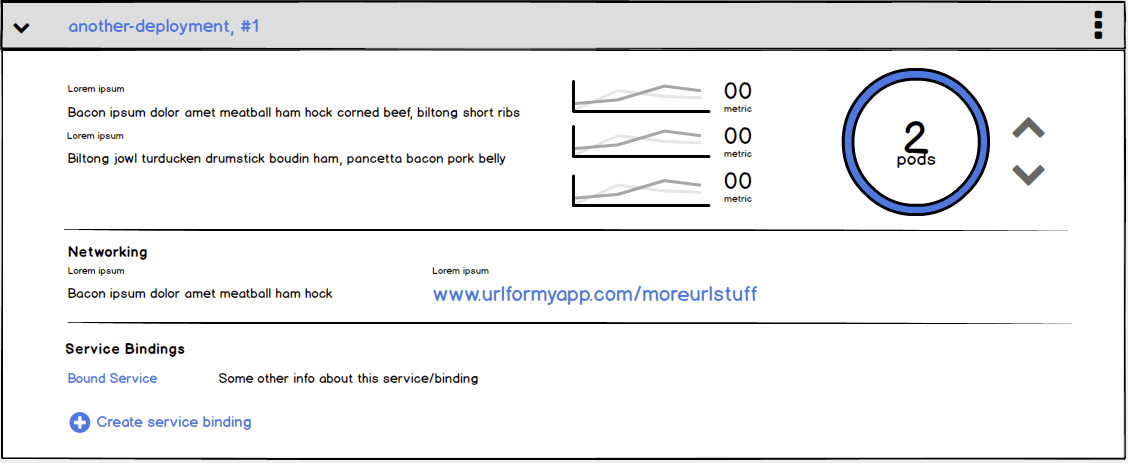 another-deployment, #1
Lorem ipsum
Bacon ipsum dolor amet meatball ham hock corned beef, biltong short ribs
Lorem ipsum
Biltong jowl turducken drumstick boudin ham, pancetta bacon pork belly
00
metric
00
metric
00
metric
2
pods
Networking
Lorem ipsum
Bacon ipsum dolor amet meatball ham hock
Lorem ipsum
www.urlformyapp.com/moreurlstuff
Service Bindings
Bound Service Some other info about this service/binding
Create service binding